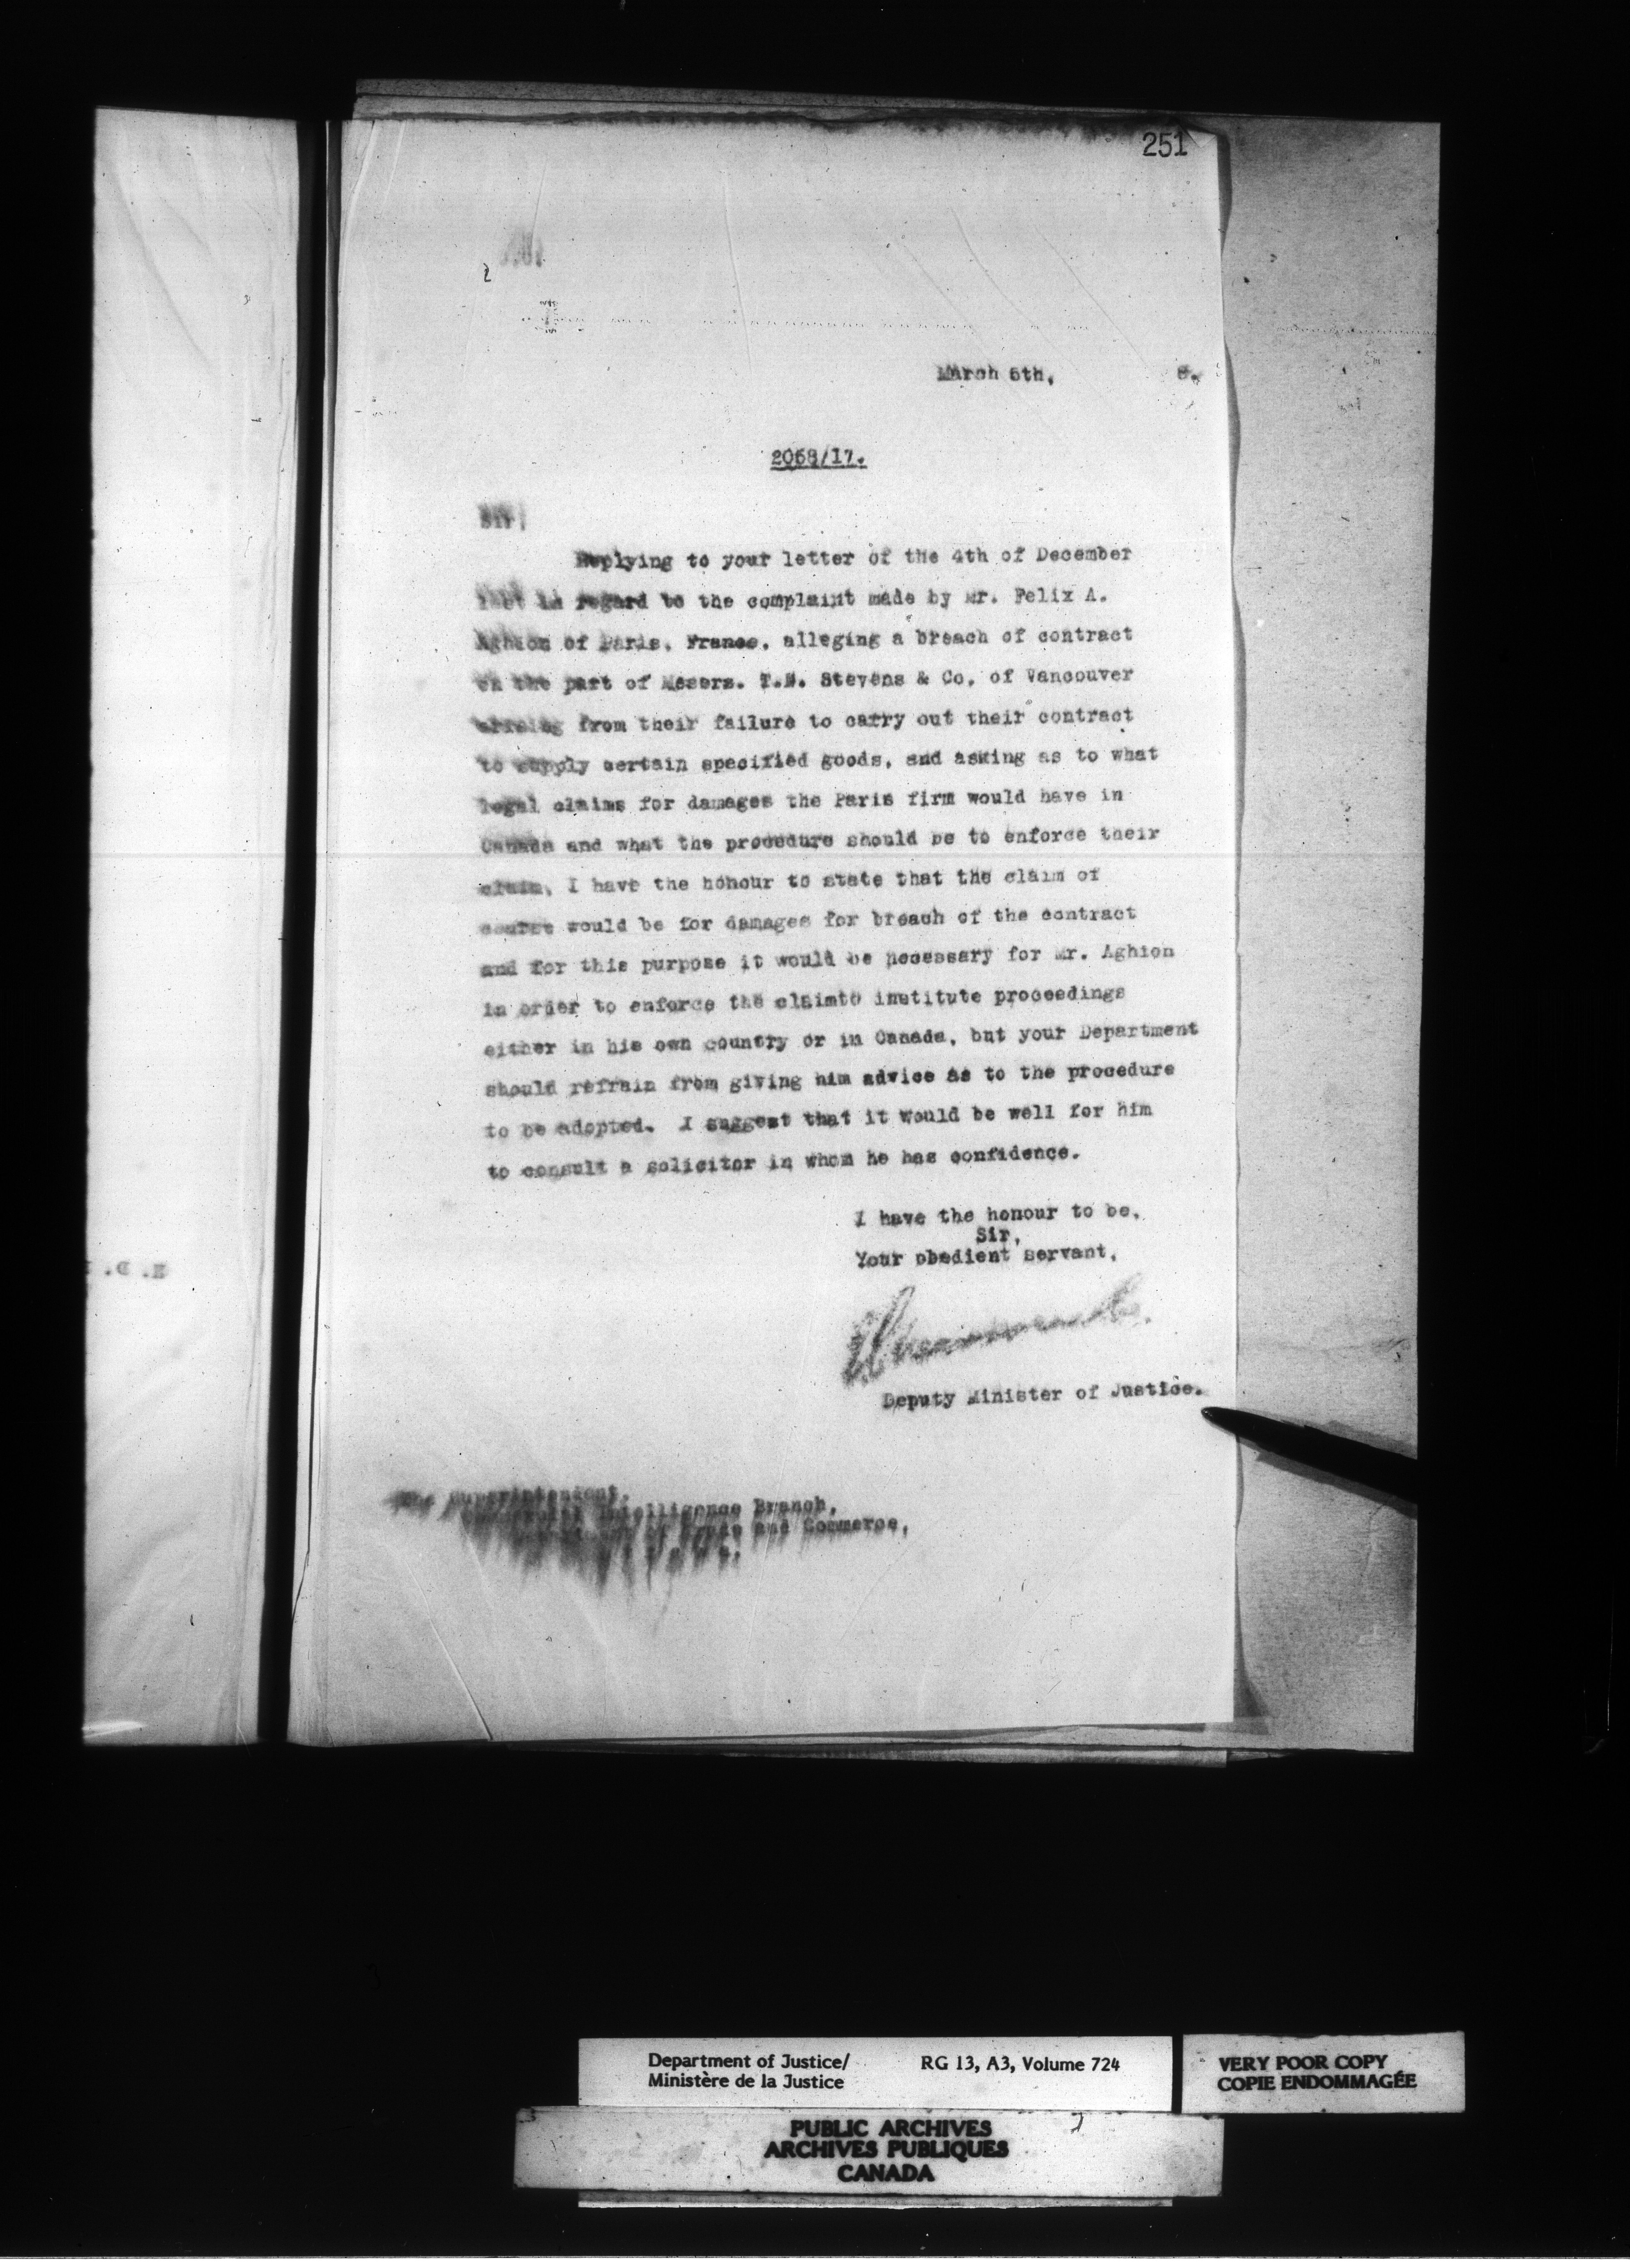 251
March 5th, 8.
2068/17.
Sir,
Replying to your letter of the 4th of December
last in regard to the complaint made by Mr. Felix A.
Aghion of Paris, France, alleging a breach of contract
on the part of Messrs. T.H. Stevens & Co. of Vancouver
arising from their failure to carry out their contract
to supply certain specified goods, and asking as to what
legal claims for damages the Paris firm would have in
Canada and what the procedure should be to enforce their
claim, I have the honour to state that the claim of
course would be for damages for breach of the contract
and for this purpose it would be necessary for Mr. Aghion
in order to enforce the claimto institute proceedings
either in his own country or in Canada, but your Department
should refrain from giving him advice as to the procedure
to be adopted. I suggest that it would be well for him
to consult a solicitor in whom he has confidence.
I have the honour to be,
Sir,
Your obedient servant,
Deputy Minister of Justice.
The Superintendent,
Intelligence Branch,
of Trade and Commerce,
Department of Justice/ RG 13, A3, Volume 724
Ministère de la Justice
VERY POOR COPY
COPIE ENDOMMAGÉE
PUBLIC ARCHIVES
ARCHIVES PUBLIQUES
CANADA